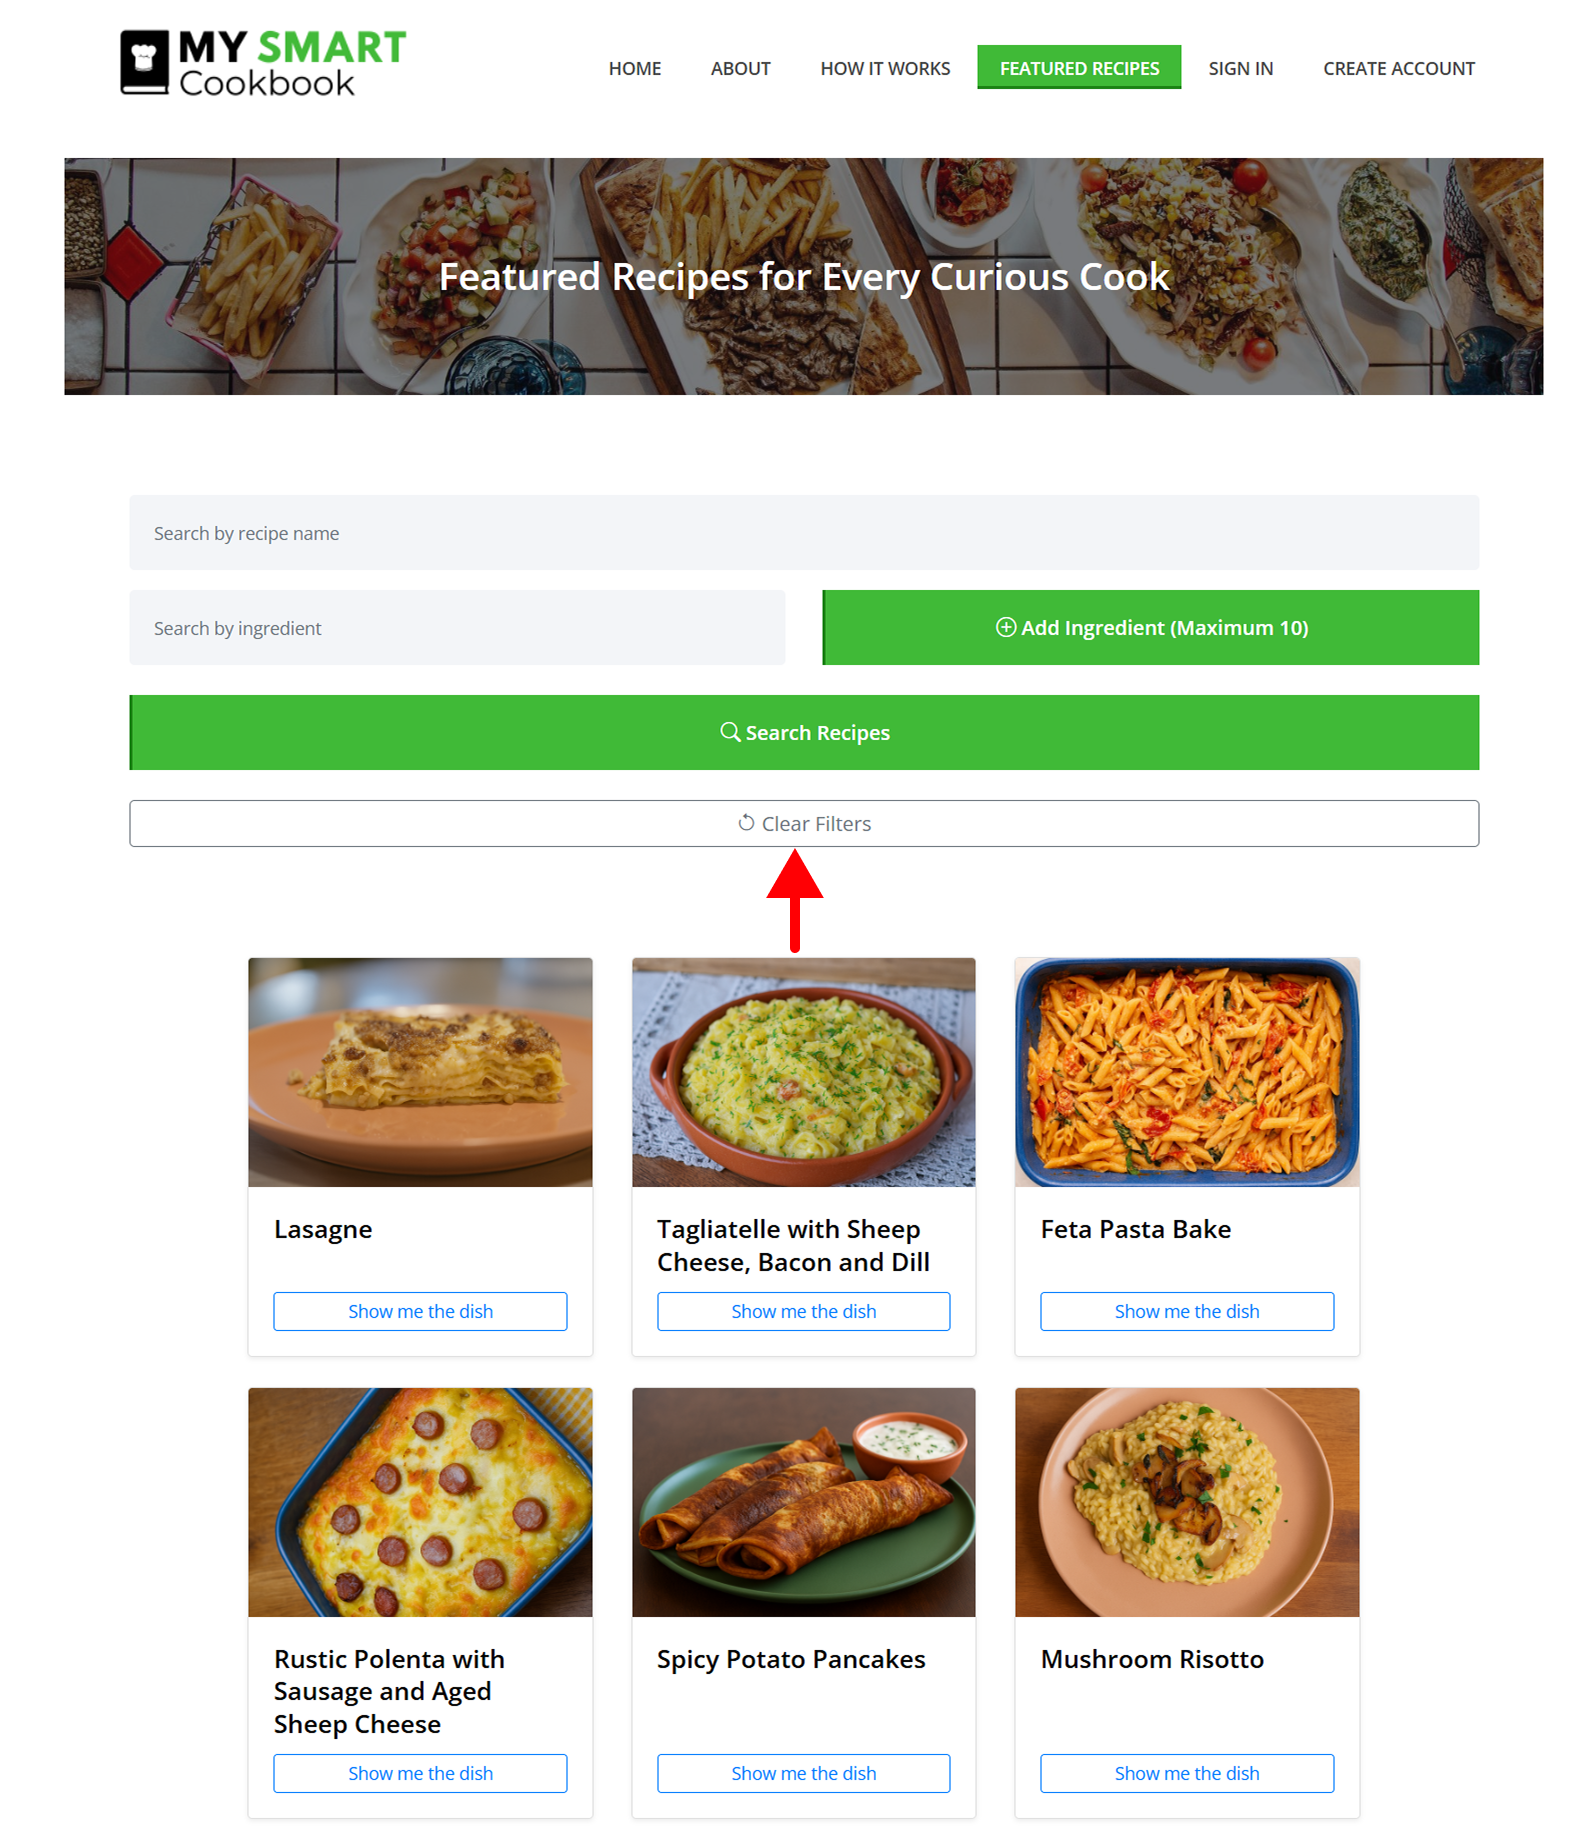 MY SMART
Cookbook
HOME ABOUT HOW IT WORKS FEATURED RECIPES SIGN IN CREATE ACCOUNT
Featured Recipes for Every Curious Cook
Search by recipe name
Search by ingredient
Add Ingredient (Maximum 10)
Search Recipes
Clear Filters
Lasagne
Show me the dish
Tagliatelle with Sheep
Cheese, Bacon and Dill
Show me the dish
Feta Pasta Bake
Show me the dish
Rustic Polenta with
Sausage and Aged
Sheep Cheese
Show me the dish
Spicy Potato Pancakes
Show me the dish
Mushroom Risotto
Show me the dish